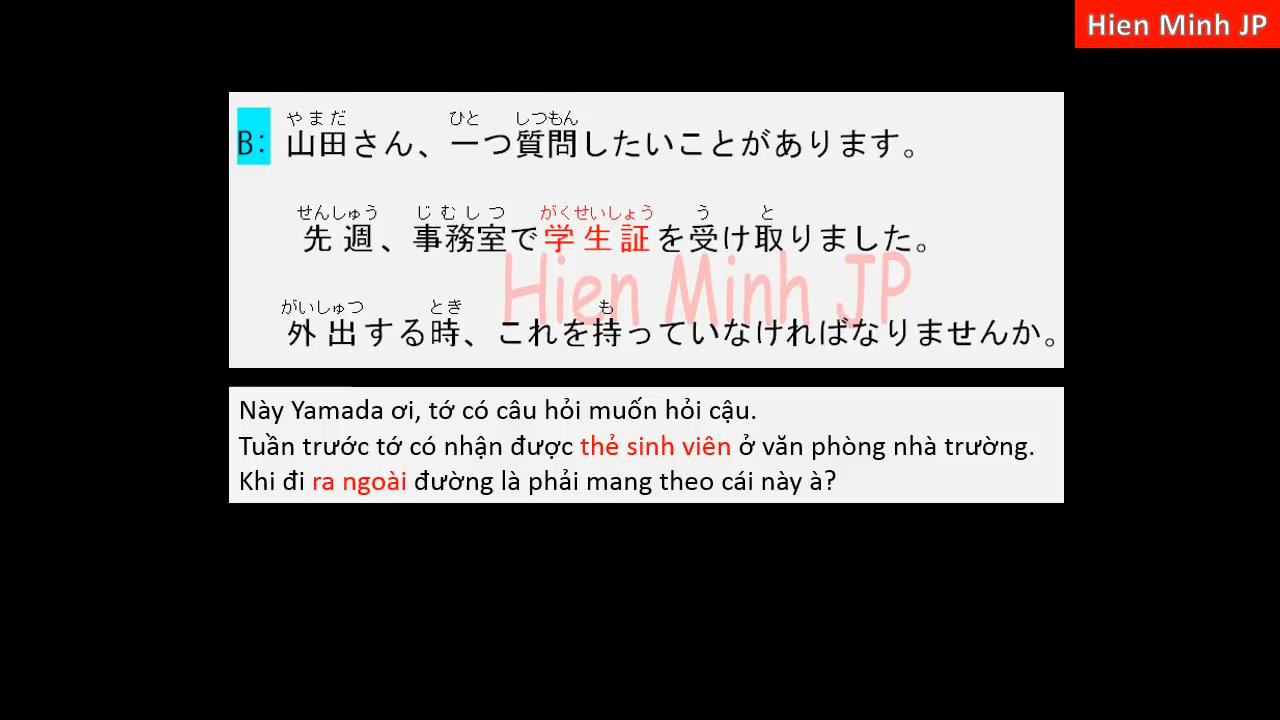 Hien Minh JP
やまだ ひと しつもん
B: 山田さん、一つ質問したいことがあります。
せんしゅう じむしつ がくせいしょう う と
先週、事務室で学生証を受け取りました。
Hien Minh JP
がいしゅつ とき も
外出する時、これを持っていなければなりませんか。
Này Yamada ơi, tớ có câu hỏi muốn hỏi cậu.
Tuần trước tớ có nhận được thẻ sinh viên ở văn phòng nhà trường.
Khi đi ra ngoài đường là phải mang theo cái này à?